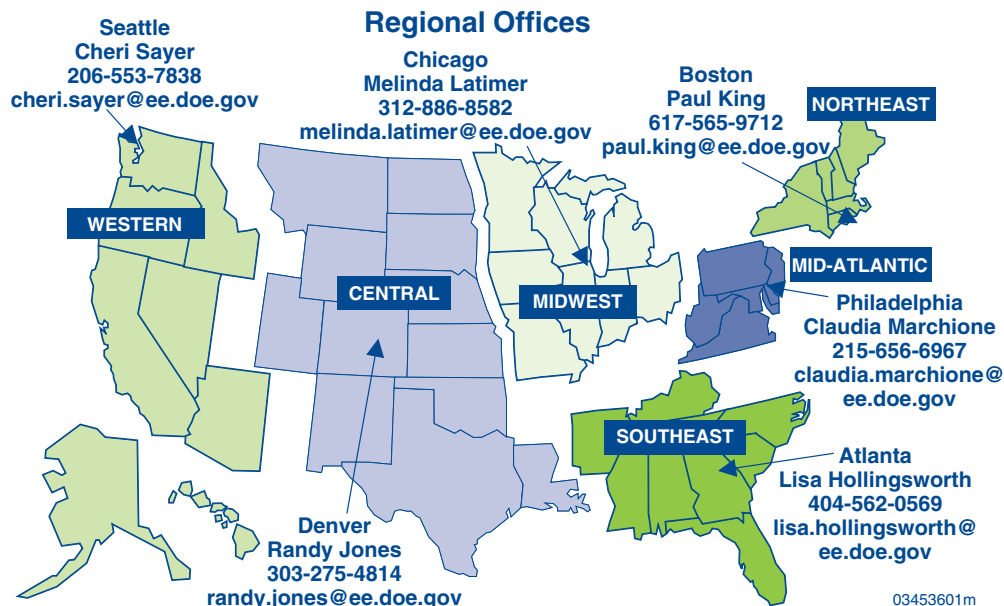 Regional Offices
Seattle
Cheri Sayer
206-553-7838
cheri.sayer@ee.doe.gov
Chicago
Melinda Latimer
312-886-8582
melinda.latimer@ee.doe.gov
Boston
Paul King
617-565-9712
paul.king@ee.doe.gov
NORTHEAST
WESTERN
CENTRAL
MIDWEST
MID-ATLANTIC
Philadelphia
Claudia Marchione
215-656-6967
claudia.marchione@
ee.doe.gov
SOUTHEAST
Atlanta
Lisa Hollingsworth
404-562-0569
lisa.hollingsworth@
ee.doe.gov
Denver
Randy Jones
303-275-4814
randy.jones@ee.doe.gov
03453601m